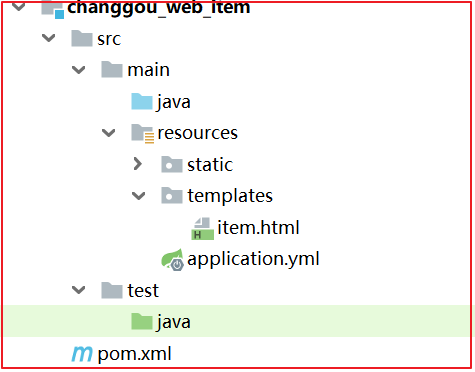 changgou_web_item
src
main
java
resources
static
templates
item.html
application.yml
test
java
pom.xml